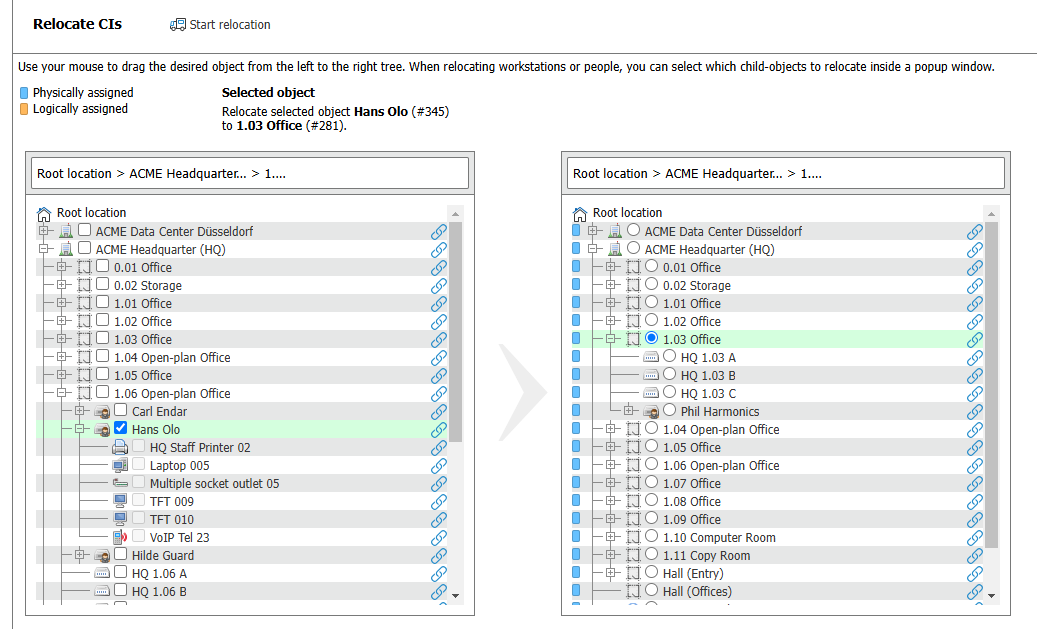 Relocate CIs
Start relocation
Use your mouse to drag the desired object from the left to the right tree. When relocating workstations or people, you can select which child-objects to relocate inside a popup window.
Physically assigned
Logically assigned
Selected object
Relocate selected object Hans Olo (#345)
to 1.03 Office (#281).
Root location > ACME Headquarter... > 1....
Root location
ACME Data Center Düsseldorf
ACME Headquarter (HQ)
0.01 Office
0.02 Storage
1.01 Office
1.02 Office
1.03 Office
1.04 Open-plan Office
1.05 Office
1.06 Open-plan Office
Carl Endar
Hans Olo
HQ Staff Printer 02
Laptop 005
Multiple socket outlet 05
TFT 009
TFT 010
VoIP Tel 23
Hilde Guard
HQ 1.06 A
HQ 1.06 B
Root location > ACME Headquarter... > 1....
Root location
ACME Data Center Düsseldorf
ACME Headquarter (HQ)
0.01 Office
0.02 Storage
1.01 Office
1.02 Office
1.03 Office
HQ 1.03 A
HQ 1.03 B
HQ 1.03 C
Phil Harmonics
1.04 Open-plan Office
1.05 Office
1.06 Open-plan Office
1.07 Office
1.08 Office
1.09 Office
1.10 Computer Room
1.11 Copy Room
Hall (Entry)
Hall (Offices)